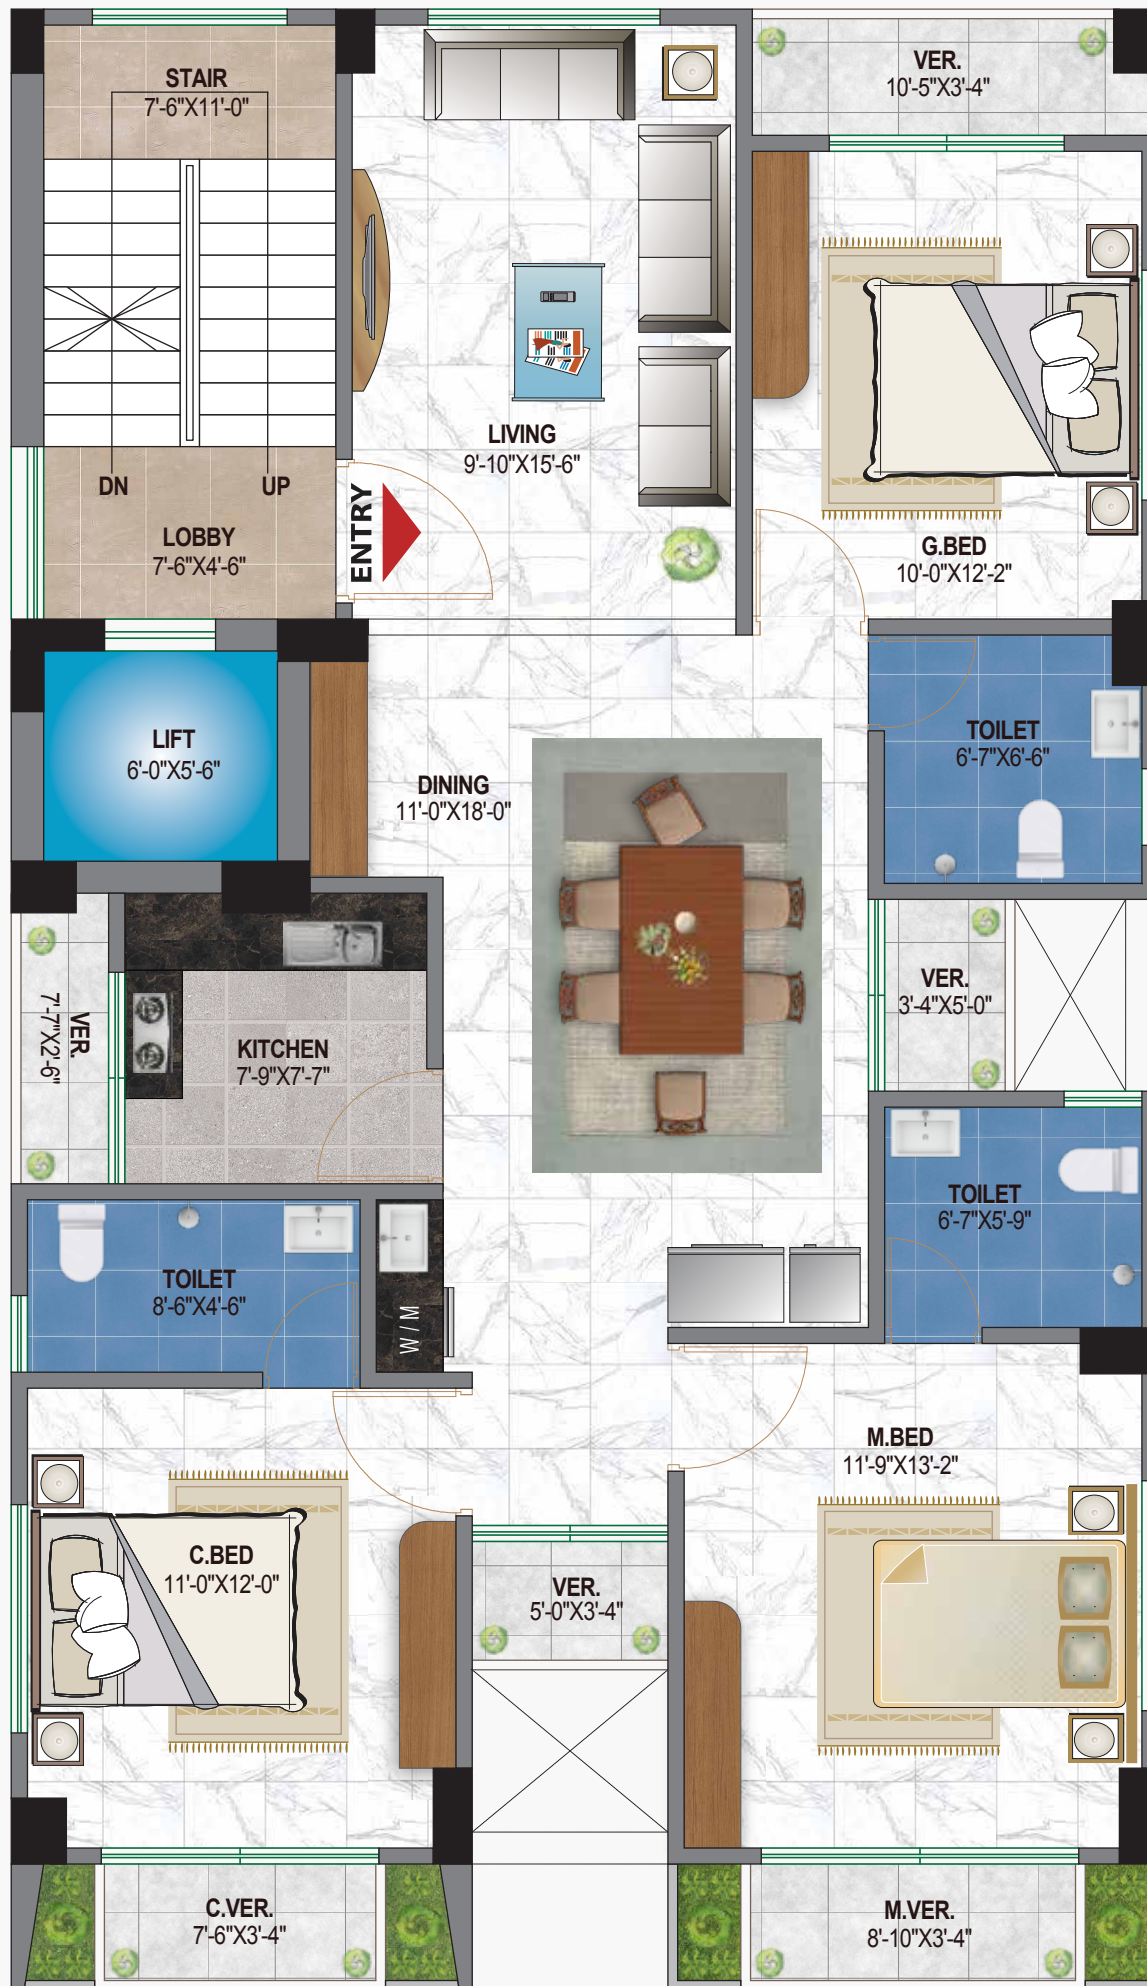 STAIR
7'-6"X11'-0"
VER.
10'-5"X3'-4"
LIVING
9'-10"X15'-6"
DN
UP
LOBBY
7'-6"X4'-6"
ENTRY
G.BED
10'-0"X12'-2"
LIFT
6'-0"X5'-6"
DINING
11'-0"X18'-0"
TOILET
6'-7"X6'-6"
VER.
7'-7"X2'-6"
KITCHEN
7'-9"X7'-7"
VER.
3'-4"X5'-0"
TOILET
6'-7"X5'-9"
TOILET
8'-6"X4'-6"
W / M
M.BED
11'-9"X13'-2"
C.BED
11'-0"X12'-0"
VER.
5'-0"X3'-4"
C.VER.
7'-6"X3'-4"
M.VER.
8'-10"X3'-4"